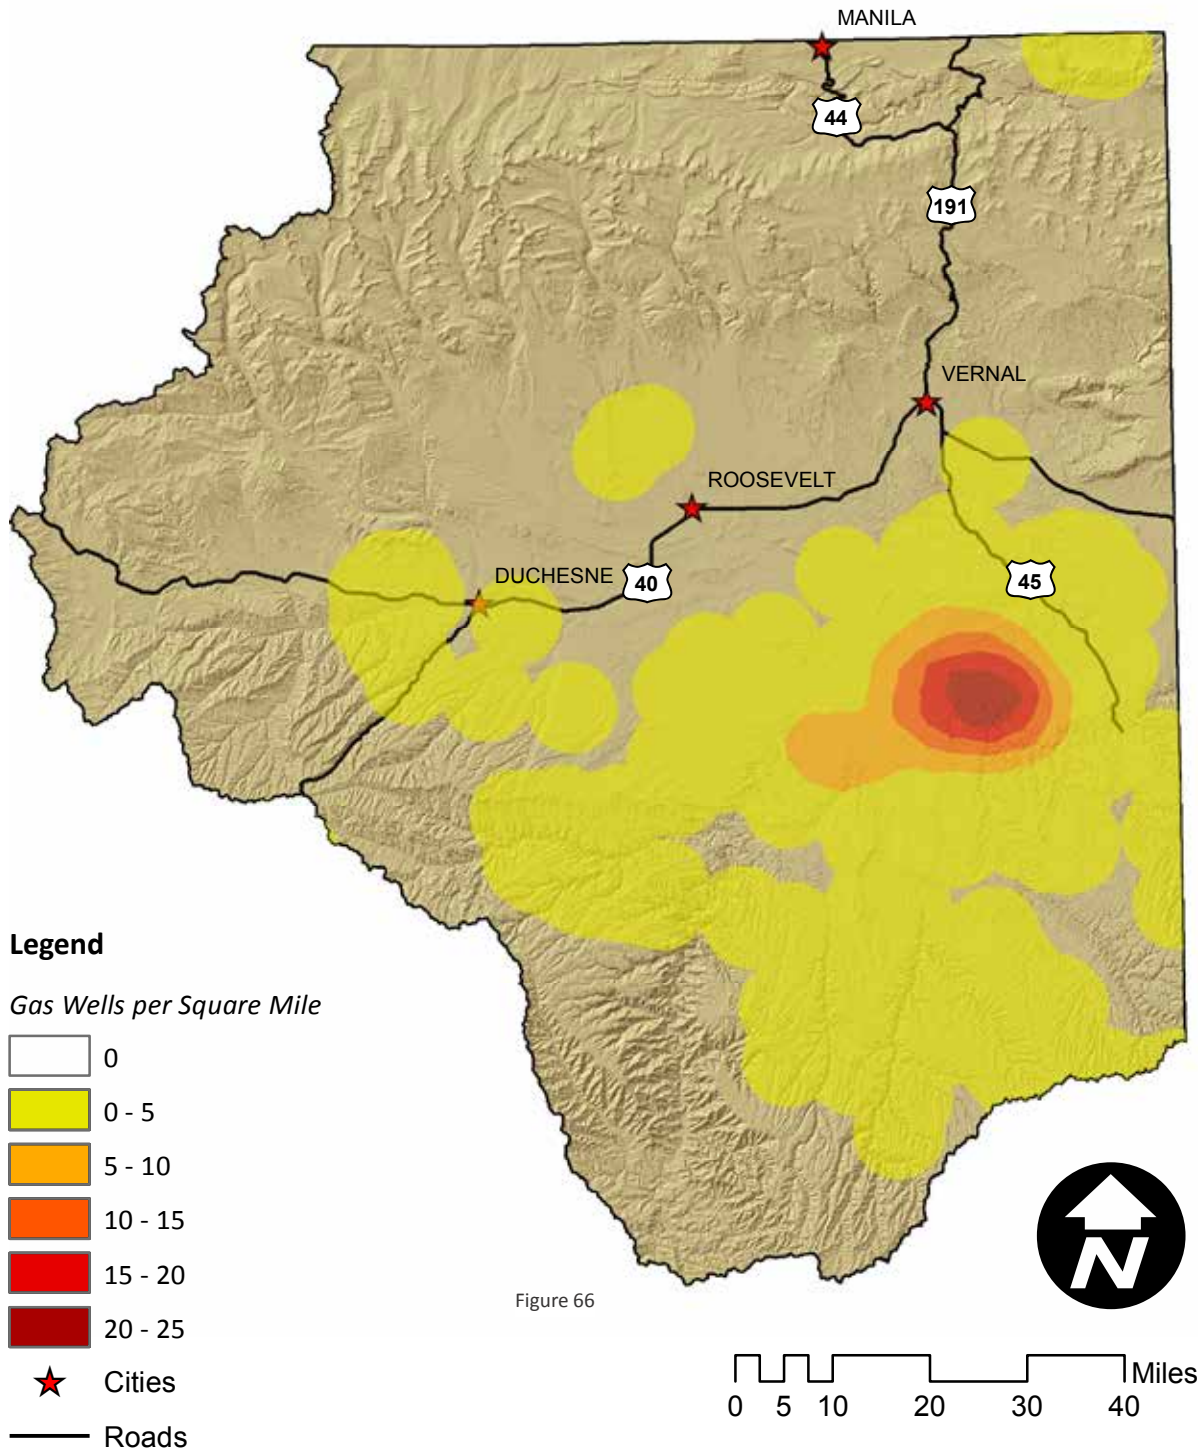 MANILA
44
191
VERNAL
ROOSEVELT
DUCHESNE
40
45
Legend
Gas Wells per Square Mile
0
0 - 5
5 - 10
10 - 15
15 - 20
20 - 25
Cities
Roads
Figure 66
N
Miles
0 5 10 20 30 40